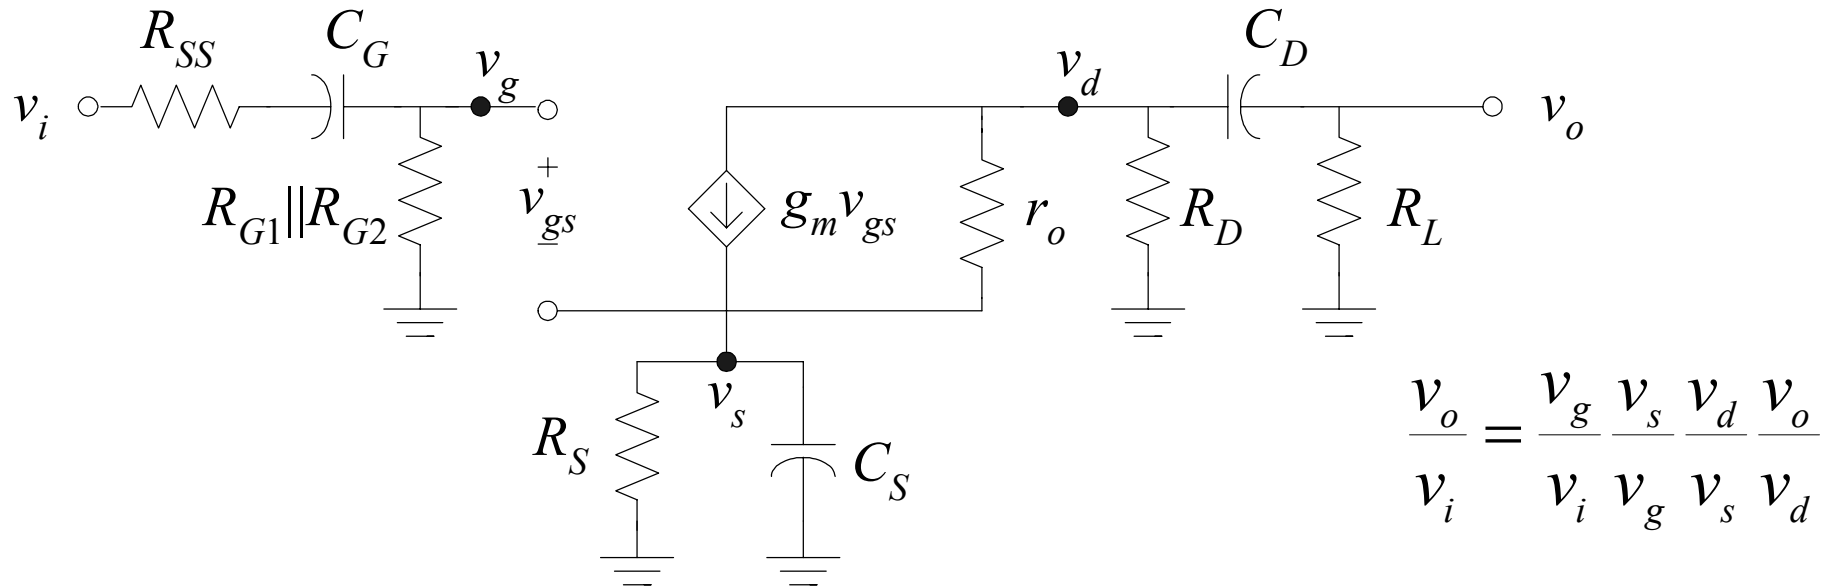 R_SS
C_G
v_g
v_d
C_D
v_i
v_o
R_G1||R_G2
+
v_gs
−
g_m v_gs
r_o
R_D
R_L
v_s
R_S
C_S
v_o/v_i = v_g/v_i v_s/v_g v_d/v_s v_o/v_d